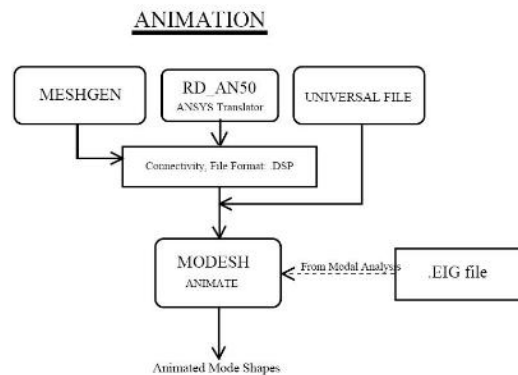 ANIMATION
MESHGEN
RD_AN50
ANSYS Translator
UNIVERSAL FILE
Connectivity, File Format: .DSP
MODESH
ANIMATE
From Modal Analysis
.EIG file
Animated Mode Shapes